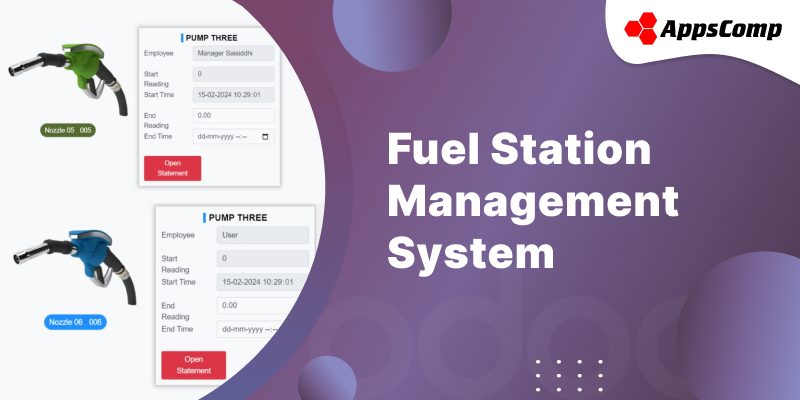 AppsComp
PUMP THREE
Employee Manager Saisiddhi
Start
Reading 0
Start Time 15-02-2024 10:29:01
End
Reading 0.00
End Time dd-mm-yyyy --:--
Open
Statement
Nozzle 05 005
PUMP THREE
Employee User
Start
Reading 0
Start Time 15-02-2024 10:29:01
End
Reading 0.00
End Time dd-mm-yyyy --:--
Open
Statement
Nozzle 06 006
Fuel Station
Management
System
odoo